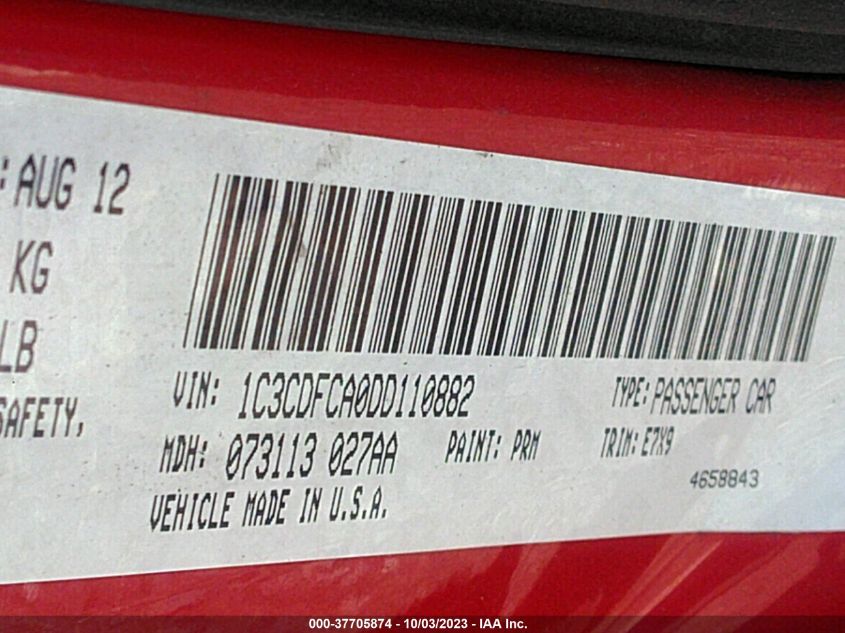 : AUG 12
KG
LB
SAFETY,
VIN: 1C3CDFCA0DD110882 TYPE: PASSENGER CAR
MDH: 073113 027AA PAINT: PRM TRIM: E7X9
4658843
VEHICLE MADE IN U.S.A.
000-37705874 - 10/03/2023 - IAA Inc.